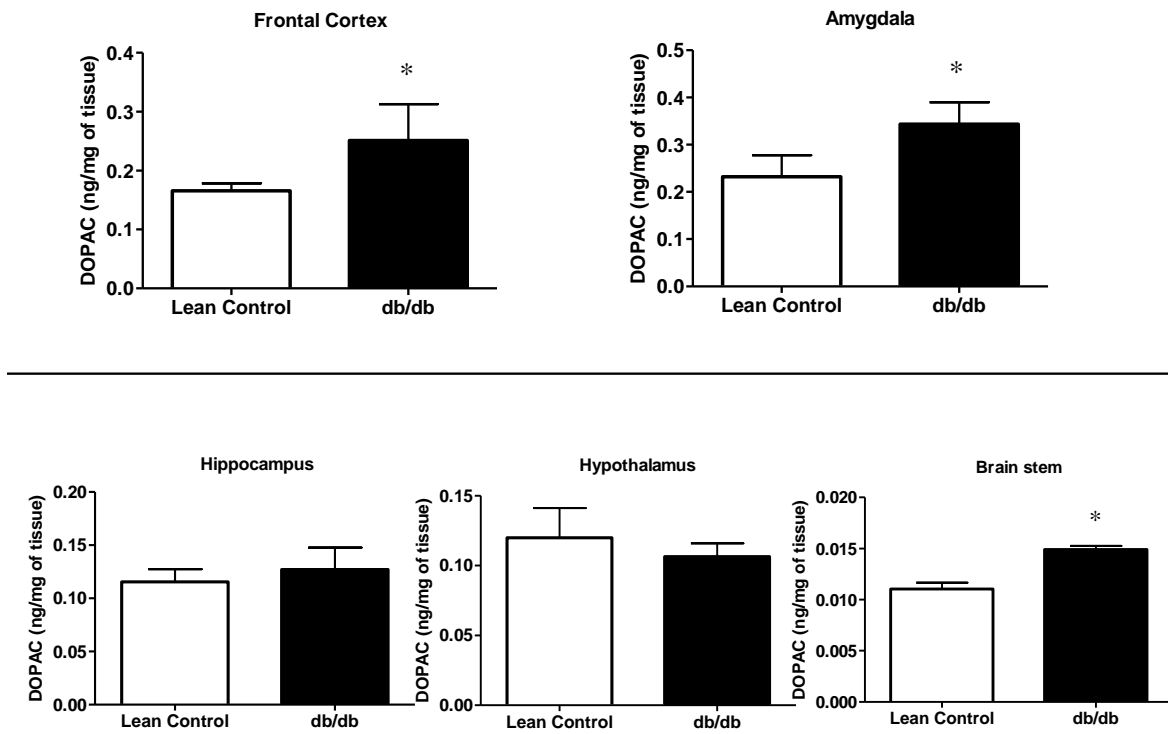 Frontal Cortex
DOPAC (ng/mg of tissue)
0.4
0.3
0.2
0.1
0.0
*
Lean Control db/db
Amygdala
DOPAC (ng/mg of tissue)
0.5
0.4
0.3
0.2
0.1
0.0
*
Lean Control db/db
Hippocampus
DOPAC (ng/mg of tissue)
0.20
0.15
0.10
0.05
0.00
Lean Control db/db
Hypothalamus
DOPAC (ng/mg of tissue)
0.15
0.10
0.05
0.00
Lean Control db/db
Brain stem
DOPAC (ng/mg of tissue)
0.020
0.015
0.010
0.005
0.000
*
Lean Control db/db